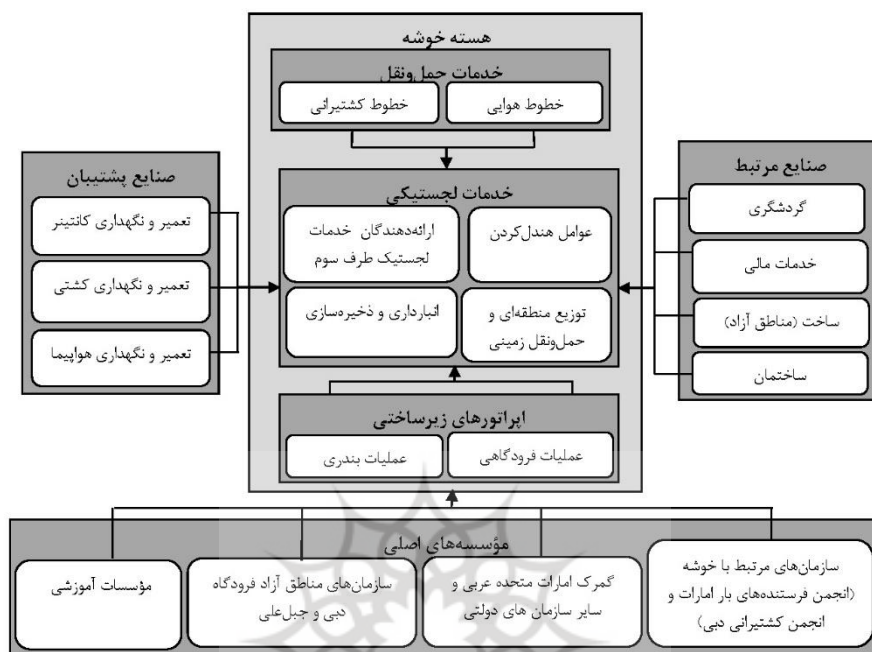 هسته خوشه
خدمات حمل‌ونقل
خطوط هوایی
خطوط کشتیرانی
صنایع مرتبط
گردشگری
خدمات مالی
ساخت (مناطق آزاد)
ساختمان
خدمات لجستیکی
عوامل هندل‌کردن
ارائه‌دهندگان خدمات
لجستیک طرف سوم
توزیع منطقه‌ای و
حمل‌ونقل زمینی
انبارداری و ذخیره‌سازی
صنایع پشتیبان
تعمیر و نگهداری کانتینر
تعمیر و نگهداری کشتی
تعمیر و نگهداری هواپیما
اپراتورهای زیرساختی
عملیات فرودگاهی
عملیات بندری
مؤسسه‌های اصلی
سازمان‌های مرتبط با خوشه
(انجمن فرستنده‌های بار امارات و
انجمن کشتیرانی دبی)
گمرک امارات متحده عربی و
سایر سازمان های دولتی
سازمان‌های مناطق آزاد فرودگاه
دبی و جبل‌علی
مؤسسات آموزشی